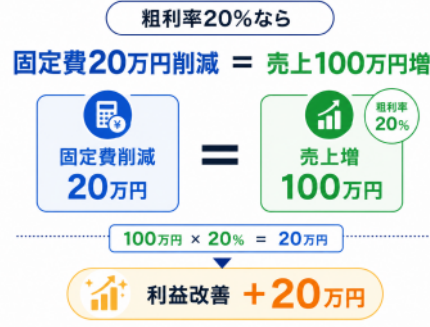 粗利率20%なら
固定費20万円削減 = 売上100万円増
¥
固定費削減
20万円
=
粗利率
20%
売上増
100万円
100万円 × 20% = 20万円
利益改善 +20万円